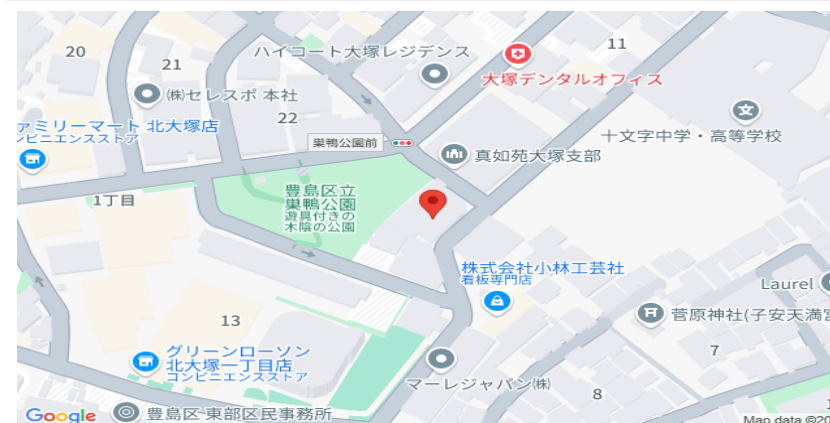 20
21
ハイコート大塚レジデンス
11
大塚デンタルオフィス
(株)セレスポ 本社
22
ァミリーマート 北大塚店
ンビニエンスストア
巣鴨公園前
十文字中学・高等学校
真如苑大塚支部
1丁目
豊島区立
巣鴨公園
遊具付きの
木陰の公園
株式会社小林工芸社
看板専門店
Laurel
菅原神社(子安天満宮
13
グリーンローソン
北大塚一丁目店
コンビニエンスストア
7
マーレジャパン(株)
8
1
Google
豊島区 東部区民事務所
Map data ©20